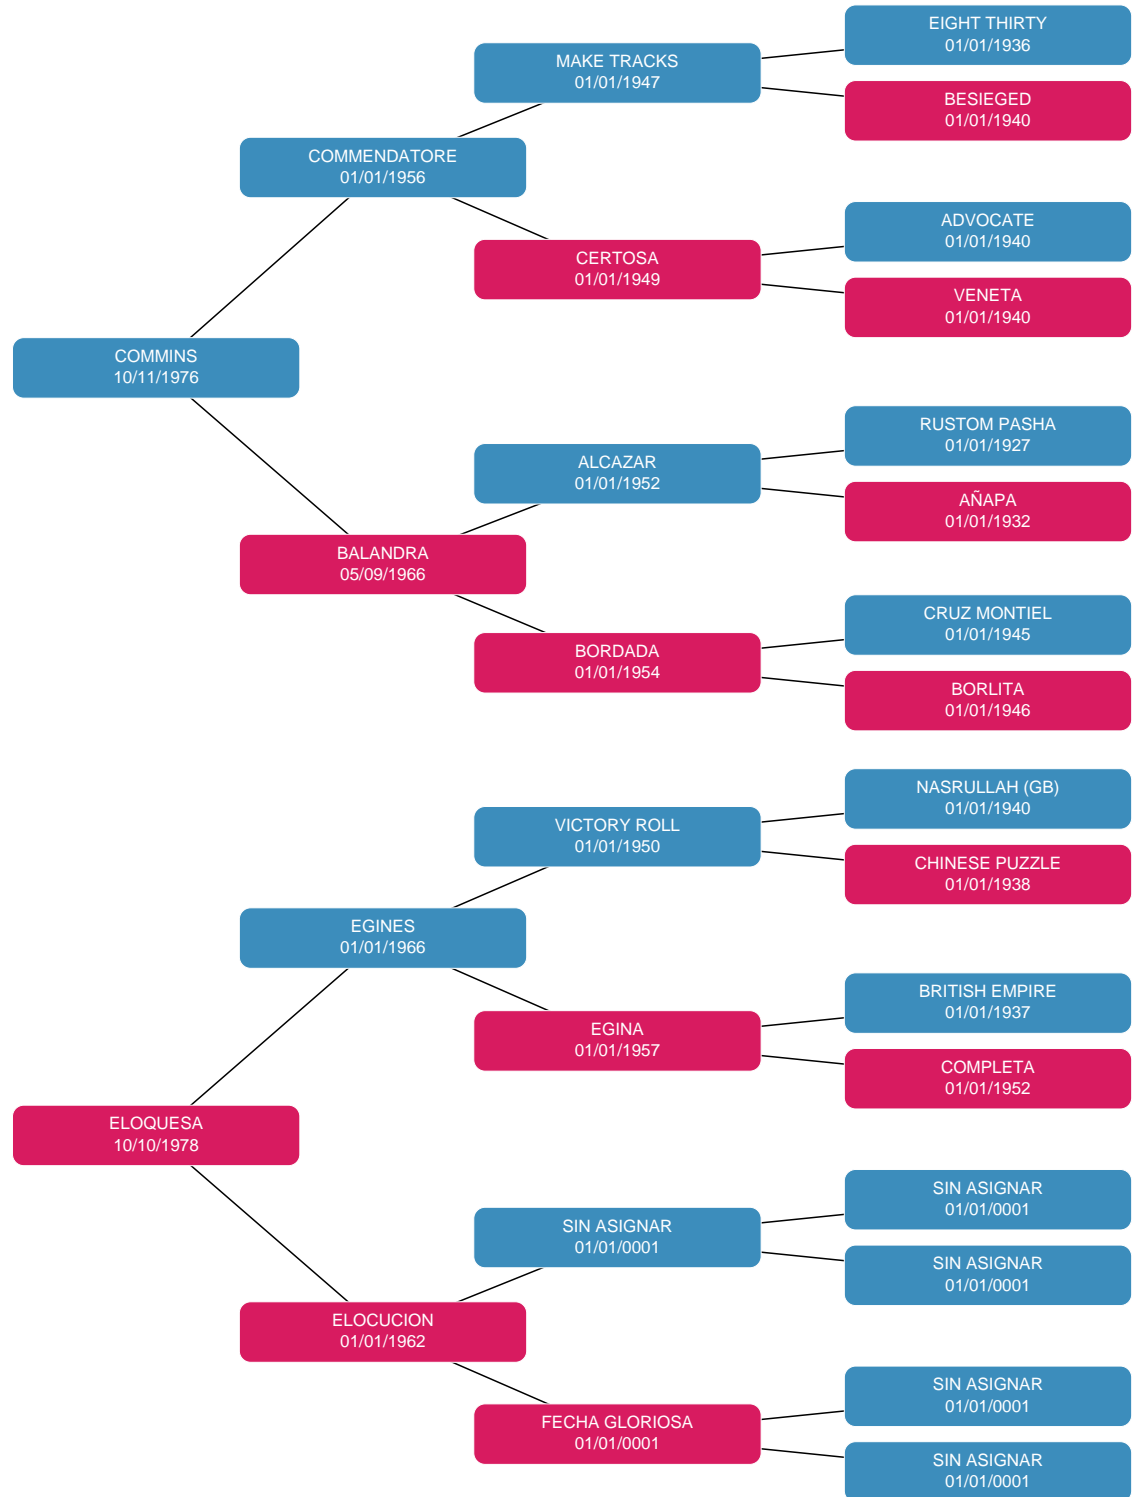 EIGHT THIRTY
01/01/1936
MAKE TRACKS
01/01/1947
BESIEGED
01/01/1940
COMMENDATORE
01/01/1956
ADVOCATE
01/01/1940
CERTOSA
01/01/1949
VENETA
01/01/1940
COMMINS
10/11/1976
RUSTOM PASHA
01/01/1927
ALCAZAR
01/01/1952
AÑAPA
01/01/1932
BALANDRA
05/09/1966
CRUZ MONTIEL
01/01/1945
BORDADA
01/01/1954
BORLITA
01/01/1946
NASRULLAH (GB)
01/01/1940
VICTORY ROLL
01/01/1950
CHINESE PUZZLE
01/01/1938
EGINES
01/01/1966
BRITISH EMPIRE
01/01/1937
EGINA
01/01/1957
COMPLETA
01/01/1952
ELOQUESA
10/10/1978
SIN ASIGNAR
01/01/0001
SIN ASIGNAR
01/01/0001
SIN ASIGNAR
01/01/0001
ELOCUCION
01/01/1962
SIN ASIGNAR
01/01/0001
FECHA GLORIOSA
01/01/0001
SIN ASIGNAR
01/01/0001